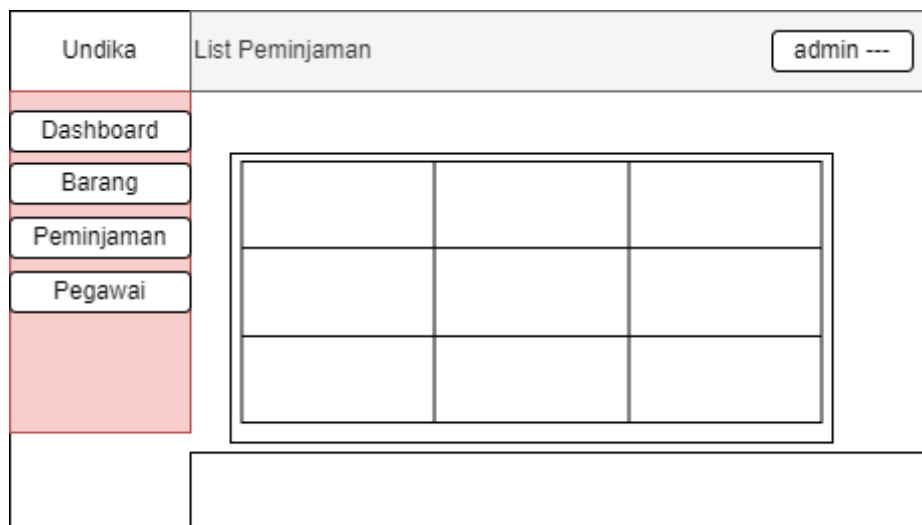 Undika
List Peminjaman
admin ---
Dashboard
Barang
Peminjaman
Pegawai